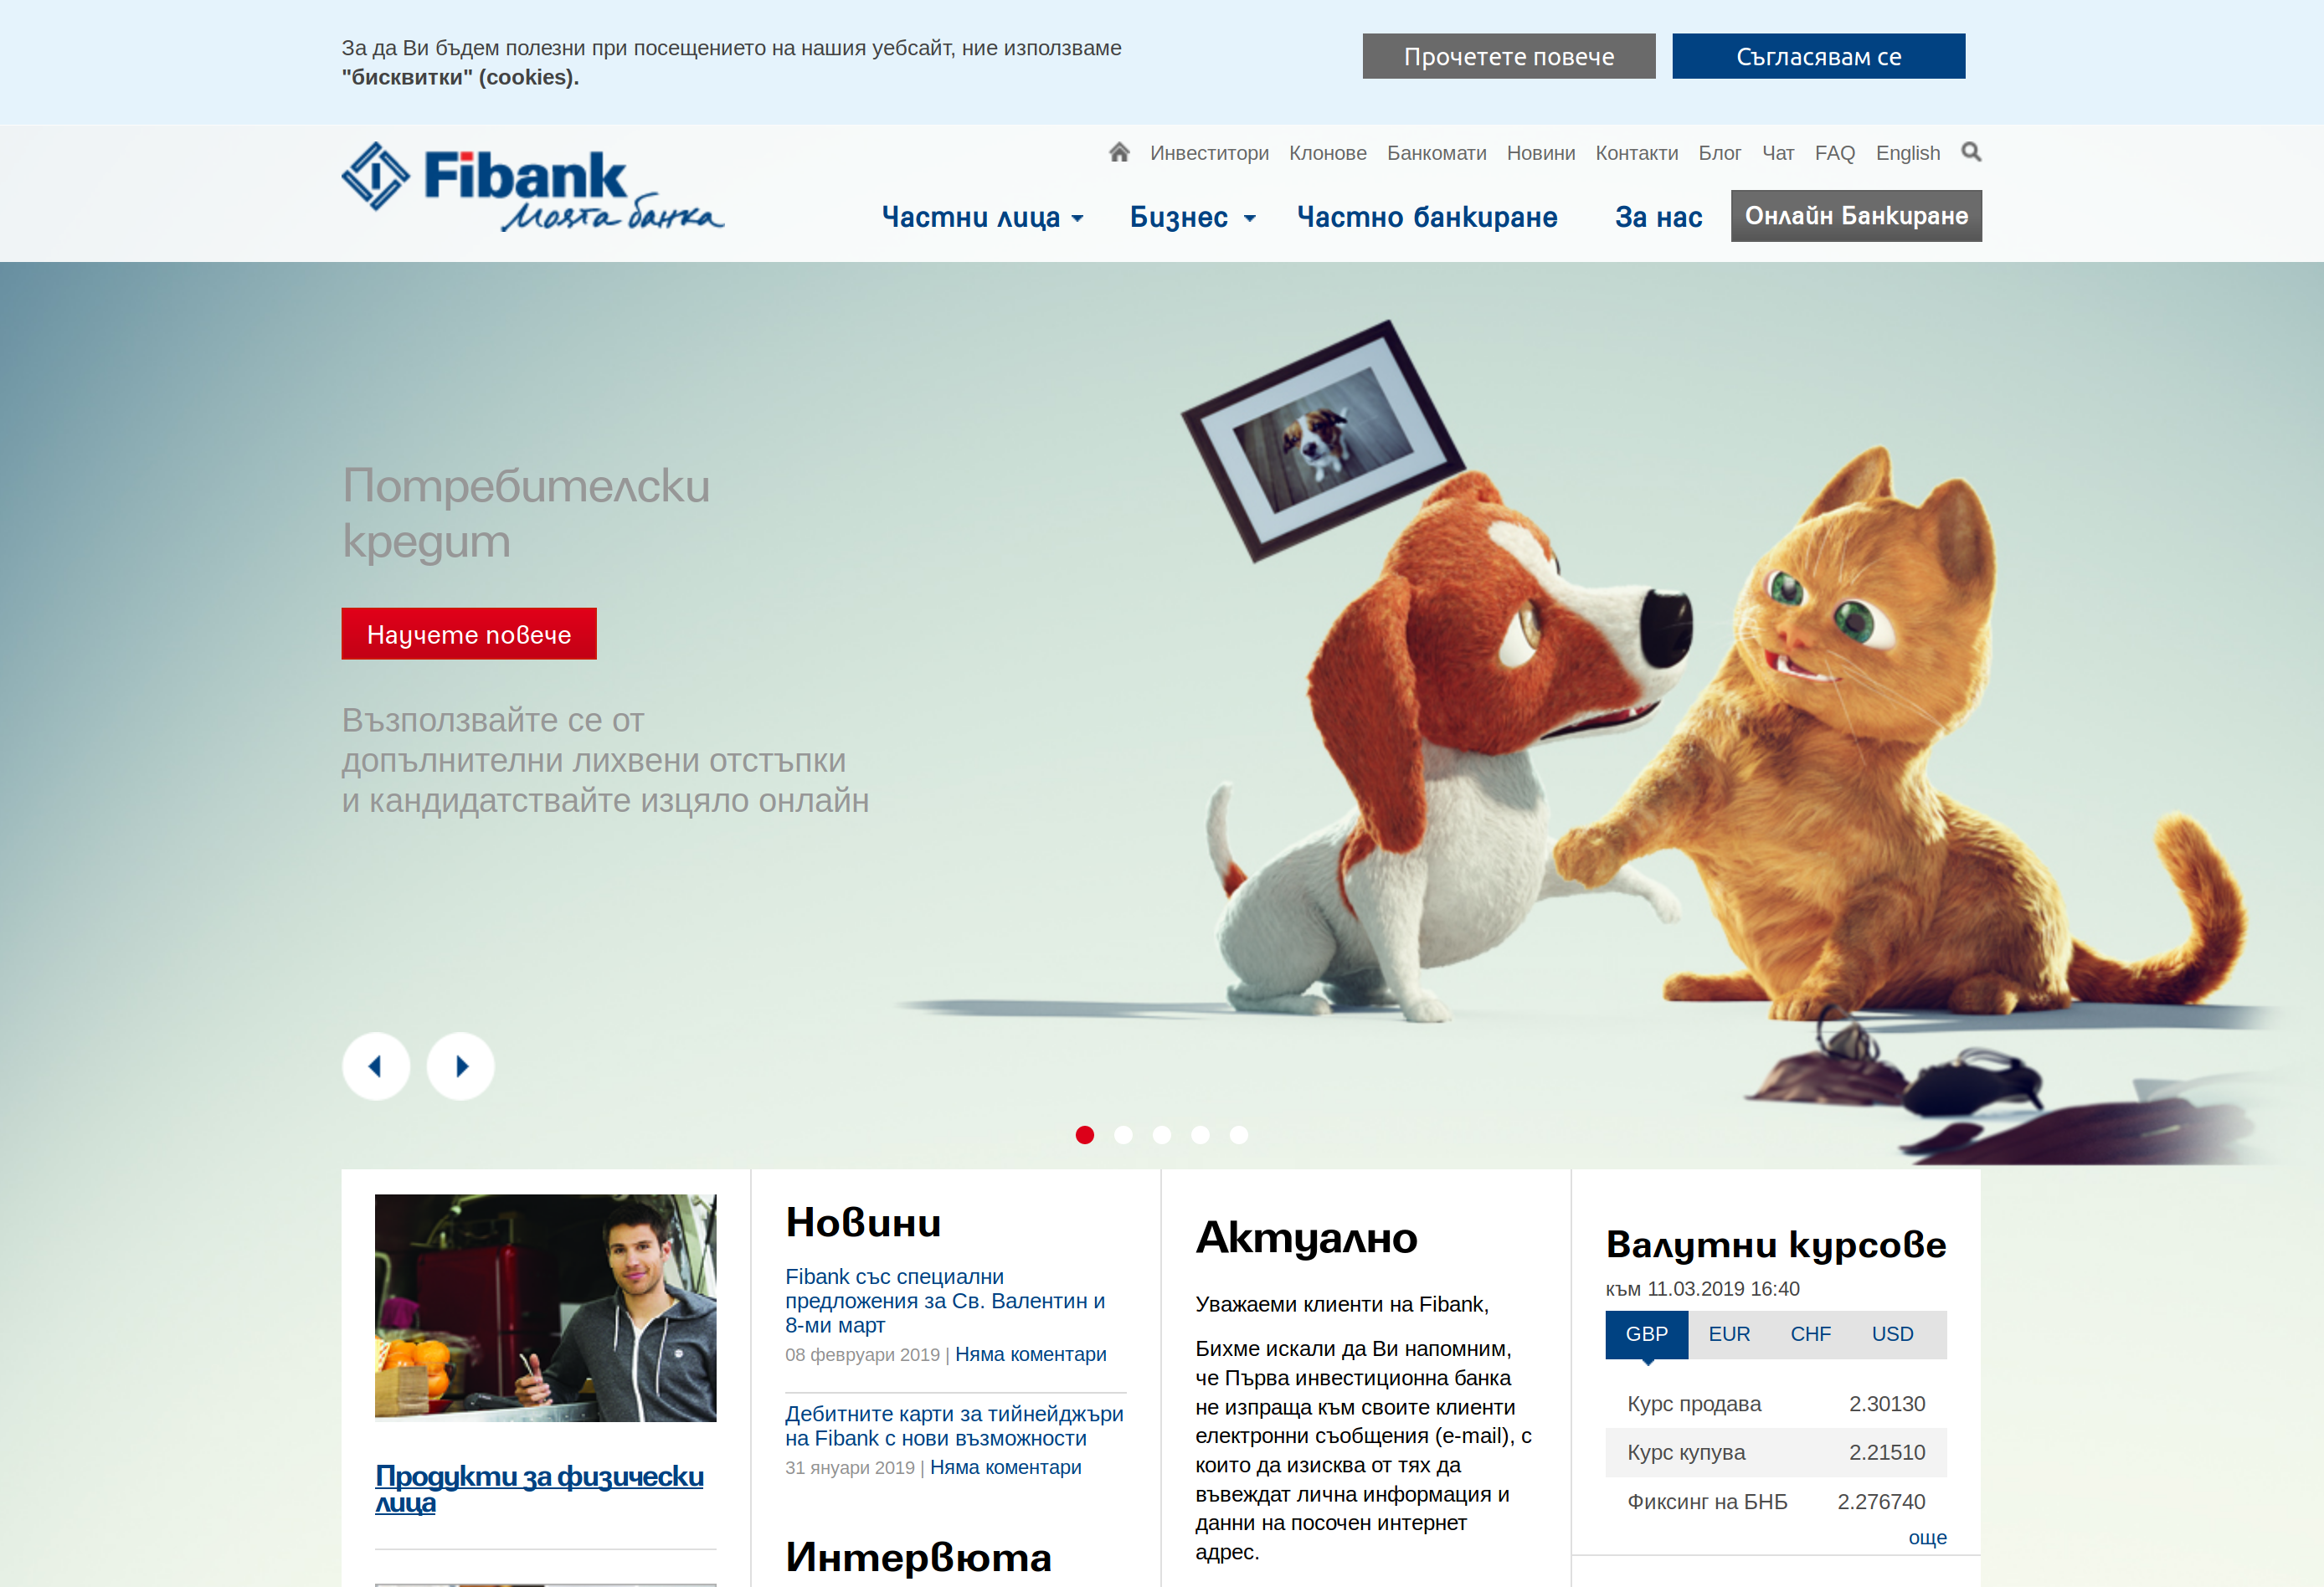 За да Ви бъдем полезни при посещението на нашия уебсайт, ние използваме
"бисквитки" (cookies).
Прочетете повече
Съгласявам се
Fibank
Моята банка
Инвеститори
Клонове
Банкомати
Новини
Контакти
Блог
Чат
FAQ
English
Частни лица
Бизнес
Частно банкиране
За нас
Онлайн Банкиране
Потребителски
кредит
Научете повече
Възползвайте се от
допълнителни лихвени отстъпки
и кандидатствайте изцяло онлайн
Продукти за физически
лица
Новини
Fibank със специални
предложения за Св. Валентин и
8-ми март
08 февруари 2019 | Няма коментари
Дебитните карти за тийнейджъри
на Fibank с нови възможности
31 януари 2019 | Няма коментари
Интервюта
Актуално
Уважаеми клиенти на Fibank,
Бихме искали да Ви напомним,
че Първа инвестиционна банка
не изпраща към своите клиенти
електронни съобщения (e-mail), с
които да изисква от тях да
въвеждат лична информация и
данни на посочен интернет
адрес.
Валутни курсове
към 11.03.2019 16:40
GBP EUR CHF USD
Курс продава 2.30130
Курс купува 2.21510
Фиксинг на БНБ 2.276740
още